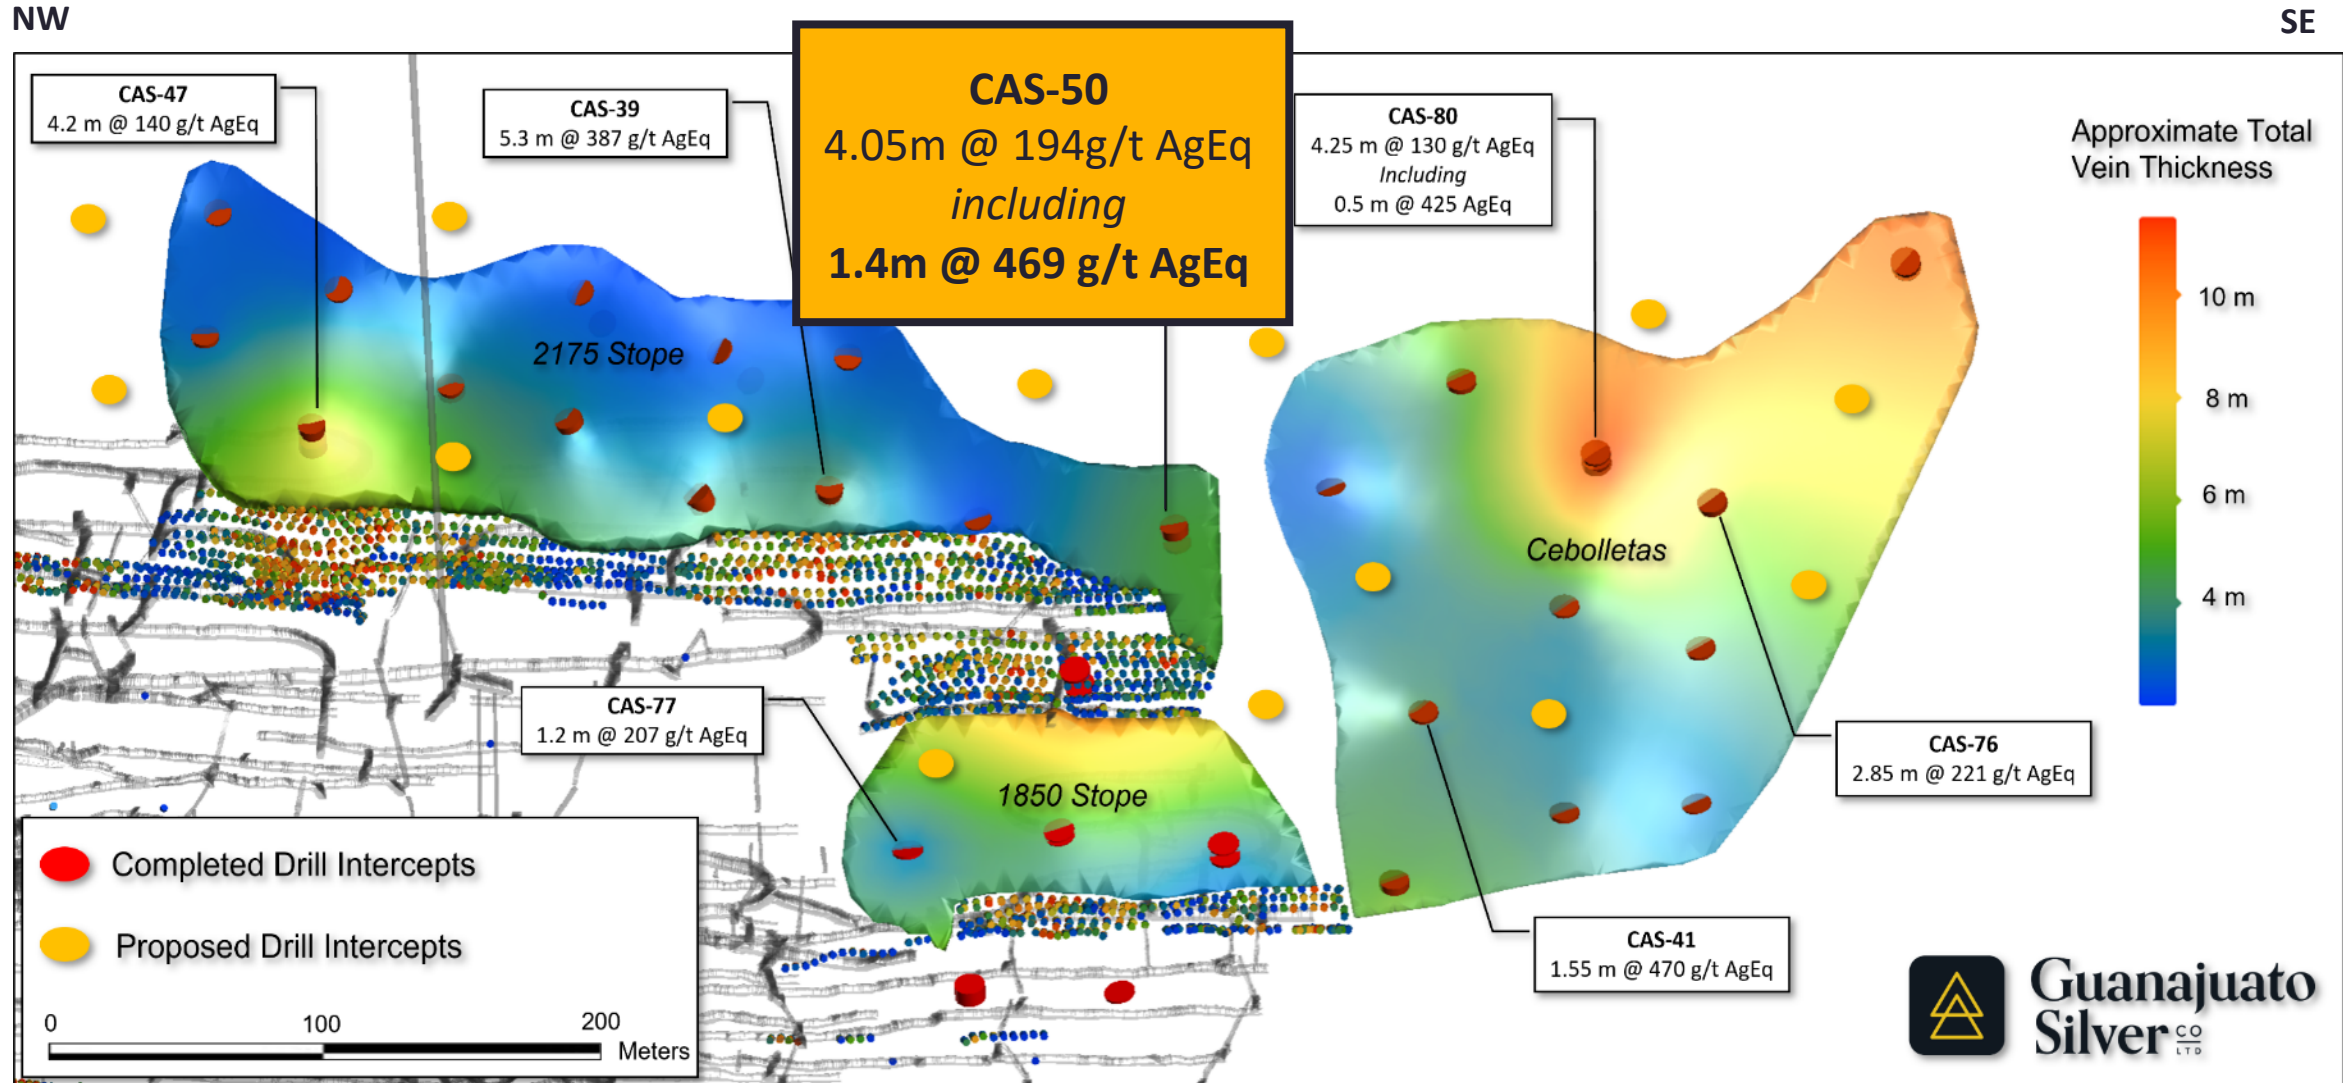 NW
SE
CAS-47
4.2 m @ 140 g/t AgEq
CAS-39
5.3 m @ 387 g/t AgEq
CAS-50
4.05m @ 194g/t AgEq
including
1.4m @ 469 g/t AgEq
CAS-80
4.25 m @ 130 g/t AgEq
Including
0.5 m @ 425 AgEq
Approximate Total
Vein Thickness
10 m
8 m
6 m
4 m
2175 Stope
Cebolletas
CAS-77
1.2 m @ 207 g/t AgEq
1850 Stope
CAS-76
2.85 m @ 221 g/t AgEq
CAS-41
1.55 m @ 470 g/t AgEq
Completed Drill Intercepts
Proposed Drill Intercepts
0 100 200
Meters
Guanajuato
Silver CO
LTD